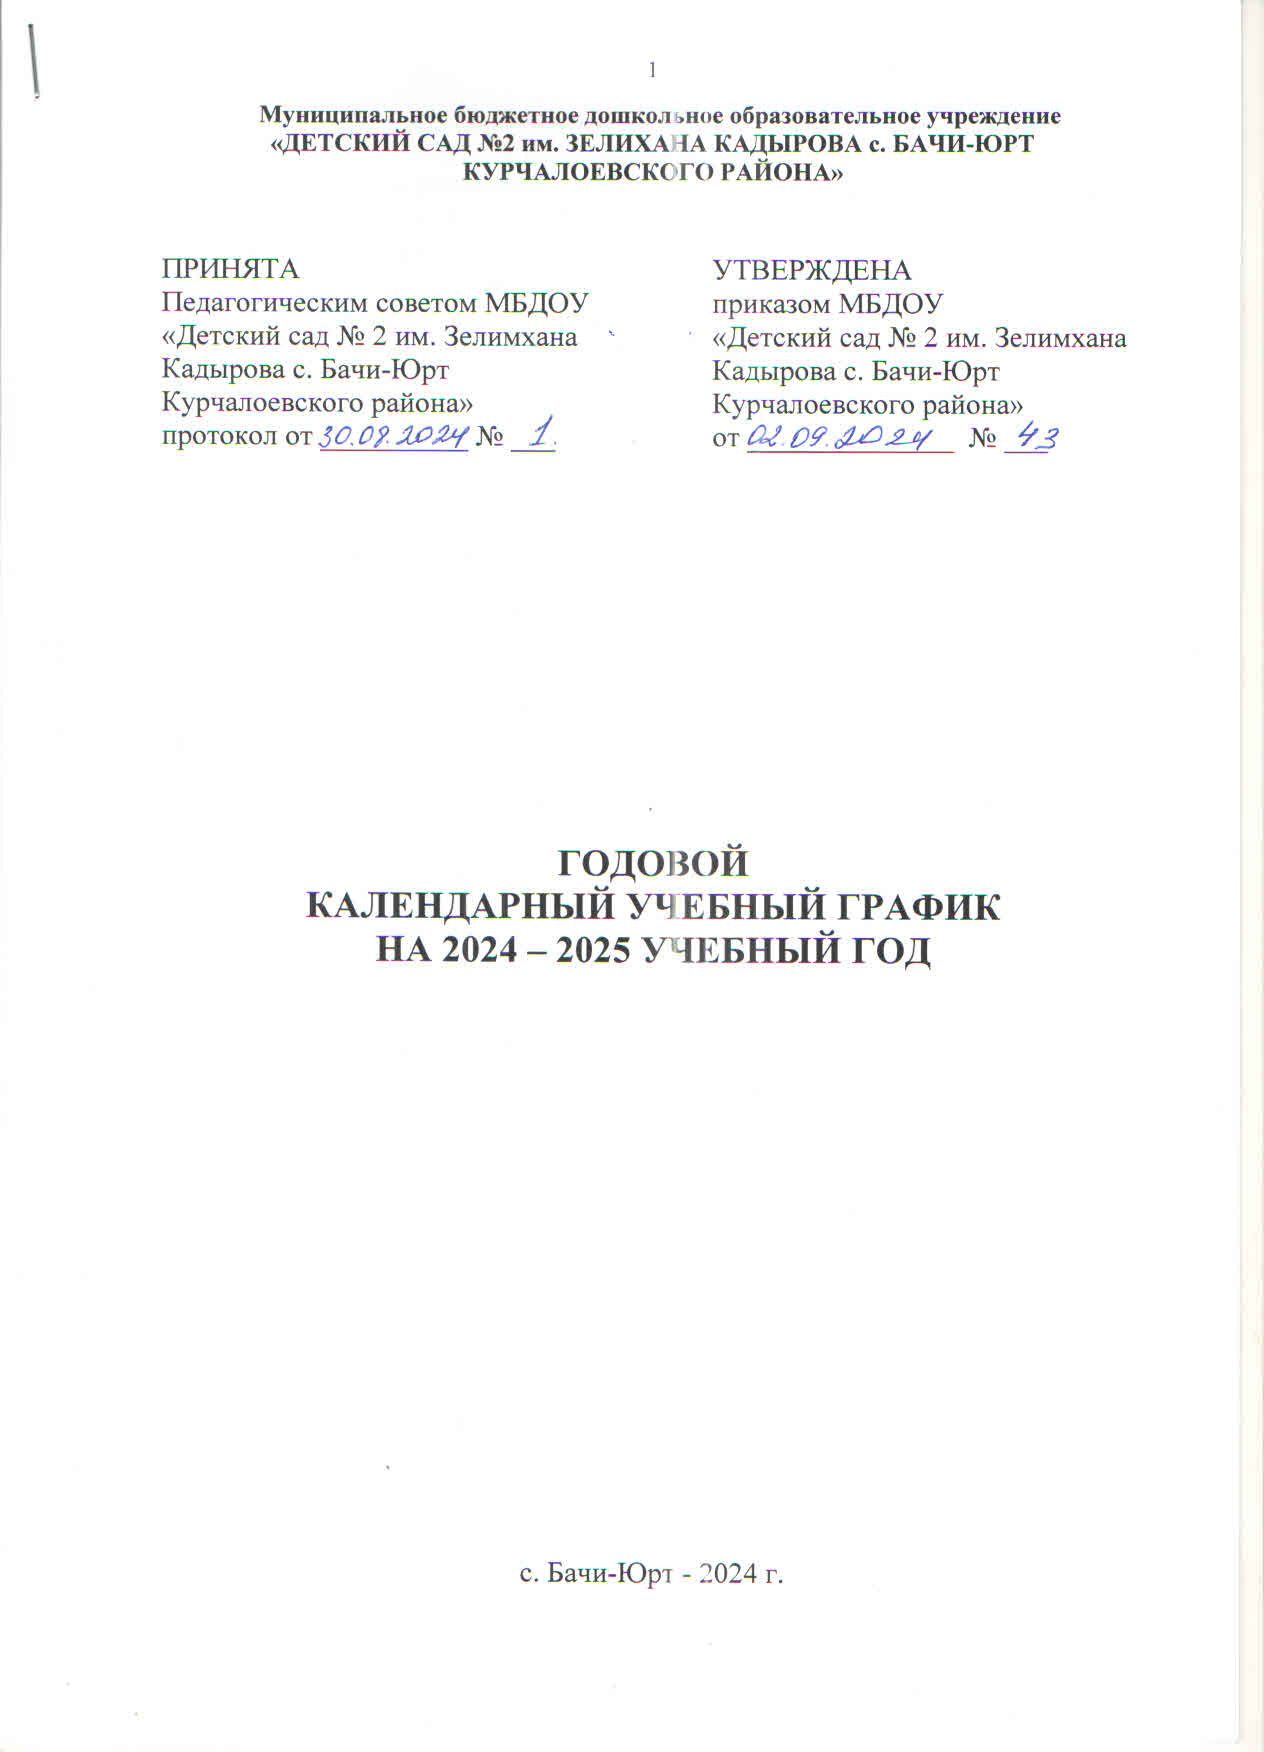 1
Муниципальное бюджетное дошкольное образовательное учреждение
«ДЕТСКИЙ САД №2 им. ЗЕЛИХАНА КАДЫРОВА с. БАЧИ-ЮРТ
КУРЧАЛОЕВСКОГО РАЙОНА»
ПРИНЯТА
Педагогическим советом МБДОУ
«Детский сад № 2 им. Зелимхана
Кадырова с. Бачи-Юрт
Курчалоевского района»
протокол от 30.08.2024 № 1.
УТВЕРЖДЕНА
приказом МБДОУ
«Детский сад № 2 им. Зелимхана
Кадырова с. Бачи-Юрт
Курчалоевского района»
от 02.09.2024 № 43
ГОДОВОЙ
КАЛЕНДАРНЫЙ УЧЕБНЫЙ ГРАФИК
НА 2024 – 2025 УЧЕБНЫЙ ГОД
с. Бачи-Юрт - 2024 г.